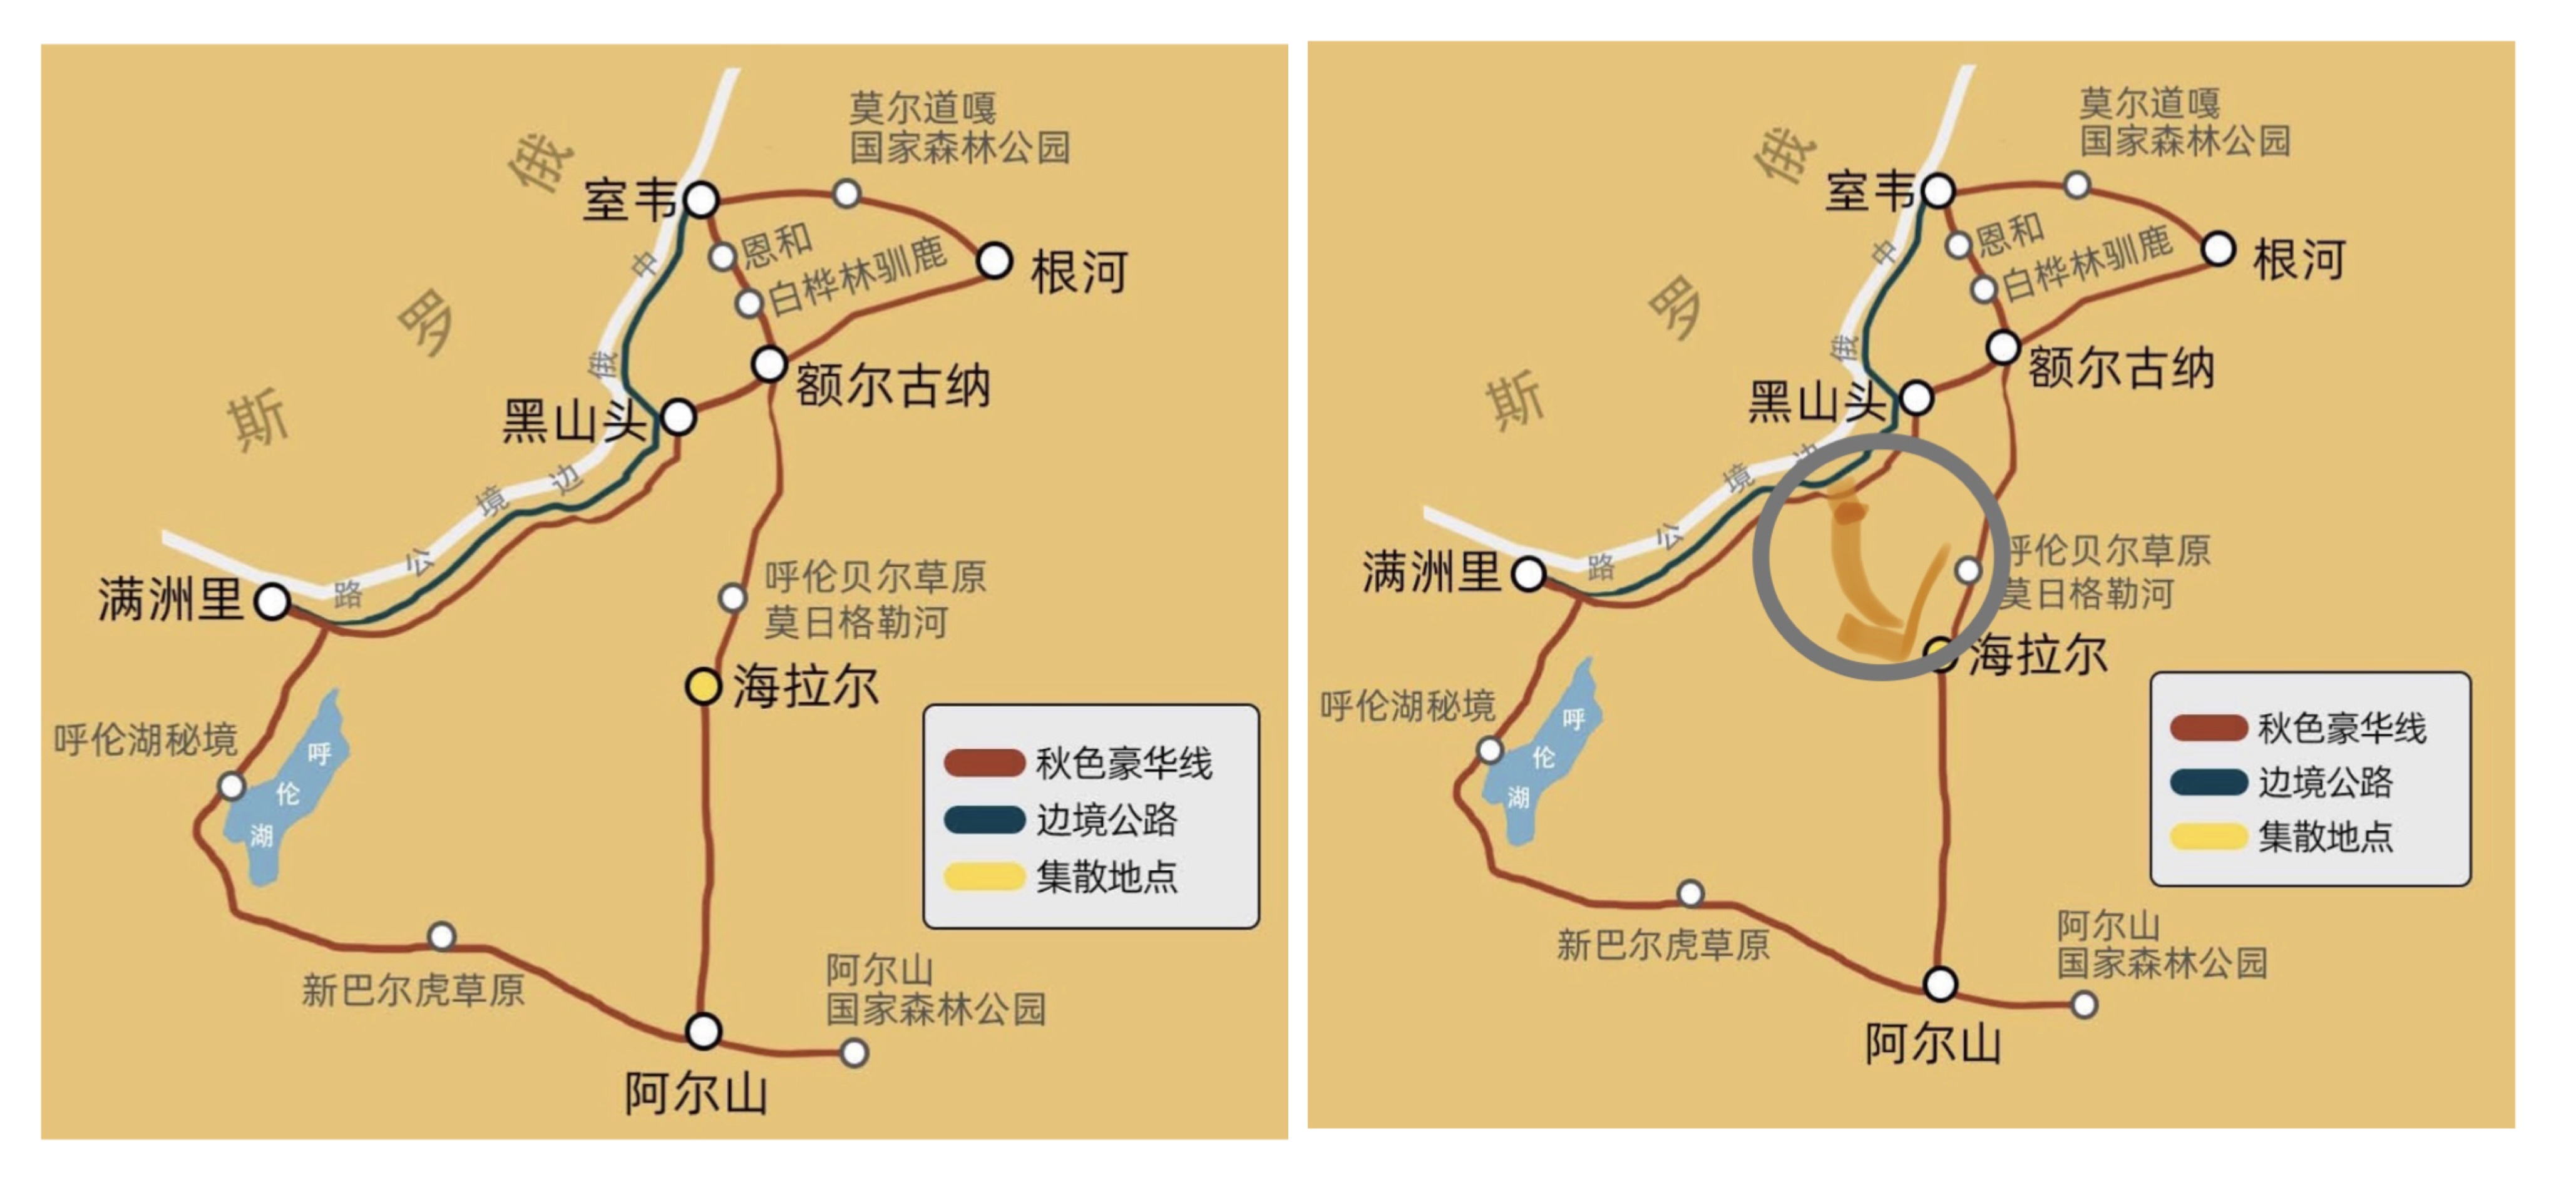 莫尔道嘎
国家森林公园
俄
罗
斯
室韦
恩和
白桦林驯鹿
根河
额尔古纳
黑山头
中
俄
边
境
公
路
满洲里
呼伦贝尔草原
莫日格勒河
海拉尔
呼伦湖秘境
呼
伦
湖
新巴尔虎草原
阿尔山
国家森林公园
阿尔山
秋色豪华线
边境公路
集散地点
莫尔道嘎
国家森林公园
俄
罗
斯
室韦
恩和
白桦林驯鹿
根河
额尔古纳
黑山头
中
俄
边
境
公
路
满洲里
呼伦贝尔草原
莫日格勒河
海拉尔
呼伦湖秘境
呼
伦
湖
新巴尔虎草原
阿尔山
国家森林公园
阿尔山
秋色豪华线
边境公路
集散地点